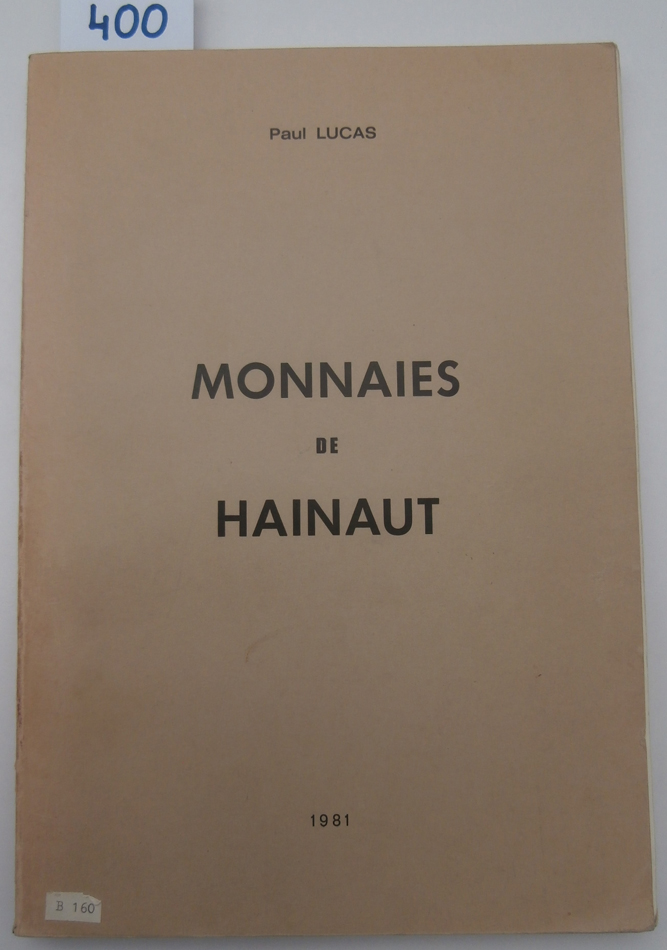 400
Paul LUCAS
MONNAIES
DE
HAINAUT
1981
B 160